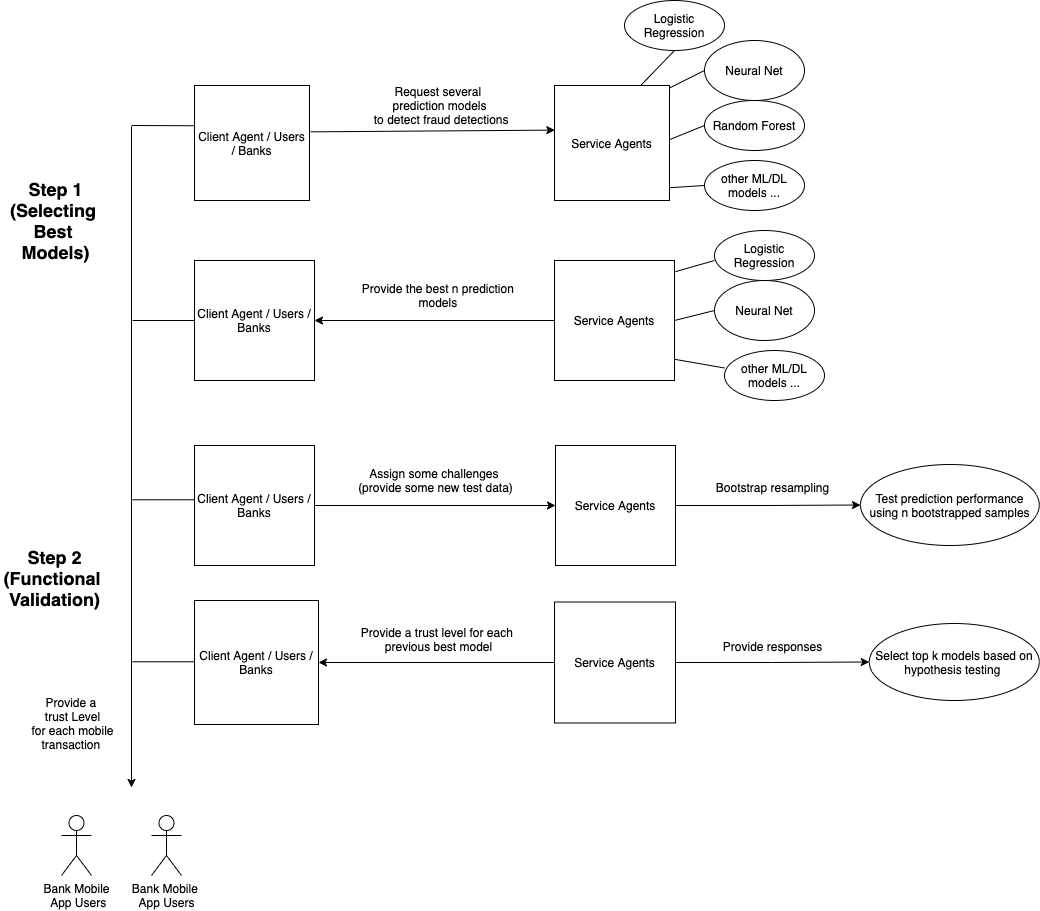 Logistic
Regression
Request several
prediction models
to detect fraud detections
Neural Net
Client Agent / Users
/ Banks
Service Agents
Random Forest
other ML/DL
models ...
Step 1
(Selecting
Best
Models)
Logistic
Regression
Provide the best n prediction
models
Client Agent / Users /
Banks
Service Agents
Neural Net
other ML/DL
models ...
Assign some challenges
(provide some new test data)
Bootstrap resampling
Client Agent / Users /
Banks
Service Agents
Test prediction performance
using n bootstrapped samples
Step 2
(Functional
Validation)
Provide a trust level for each
previous best model
Provide responses
Client Agent / Users /
Banks
Service Agents
Select top k models based on
hypothesis testing
Provide a
trust Level
for each mobile
transaction
Bank Mobile
App Users
Bank Mobile
App Users